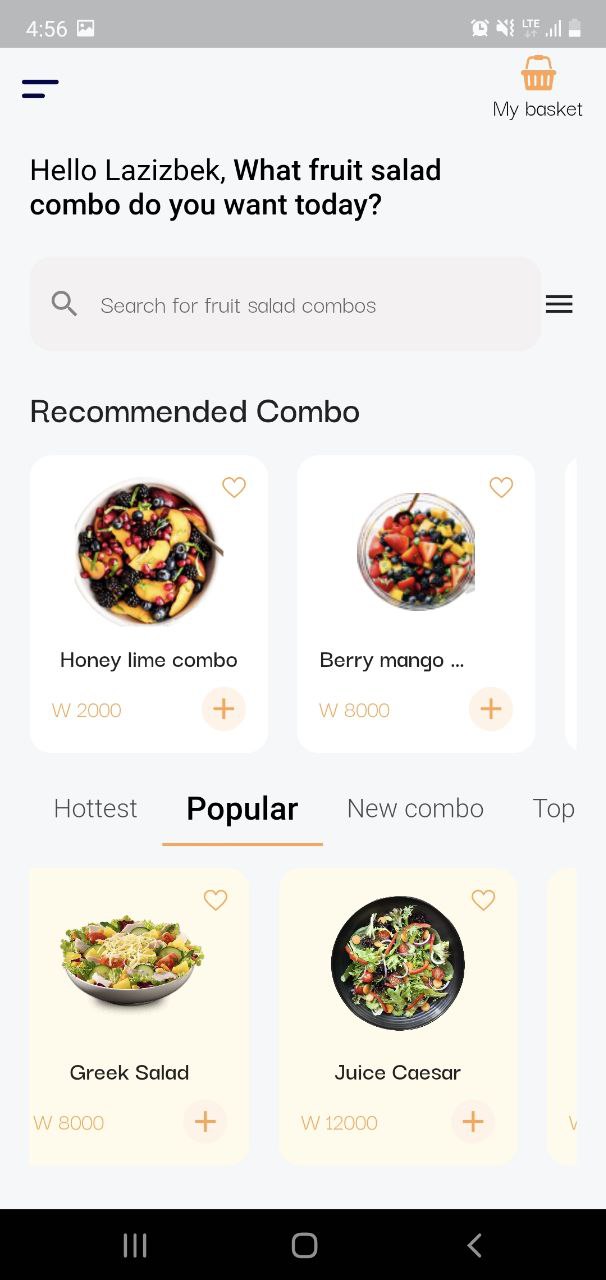 4:56
LTE
My basket
Hello Lazizbek, What fruit salad
combo do you want today?
Search for fruit salad combos
Recommended Combo
Honey lime combo
Berry mango ...
W 2000
W 8000
Hottest Popular New combo Top
Greek Salad
Juice Caesar
W 8000
W 12000